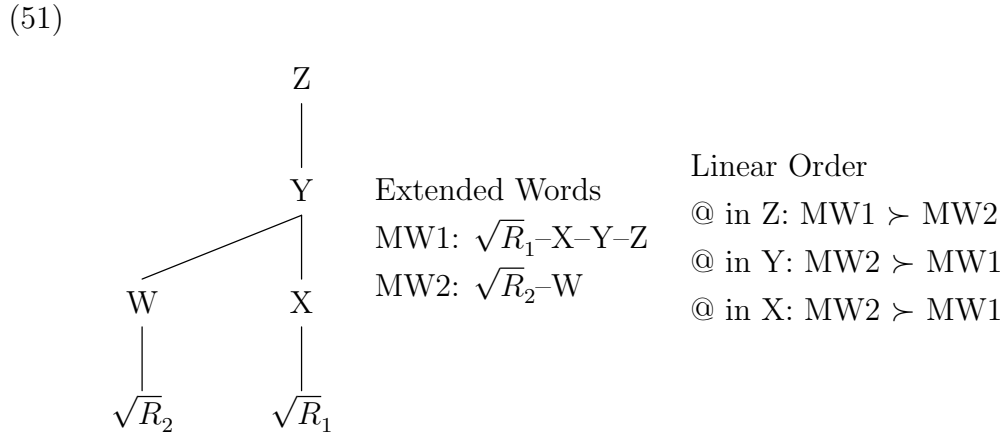 (51)
Z
Y
W X
√R₂ √R₁
Extended Words
MW1: √R₁–X–Y–Z
MW2: √R₂–W
Linear Order
@ in Z: MW1 ≻ MW2
@ in Y: MW2 ≻ MW1
@ in X: MW2 ≻ MW1